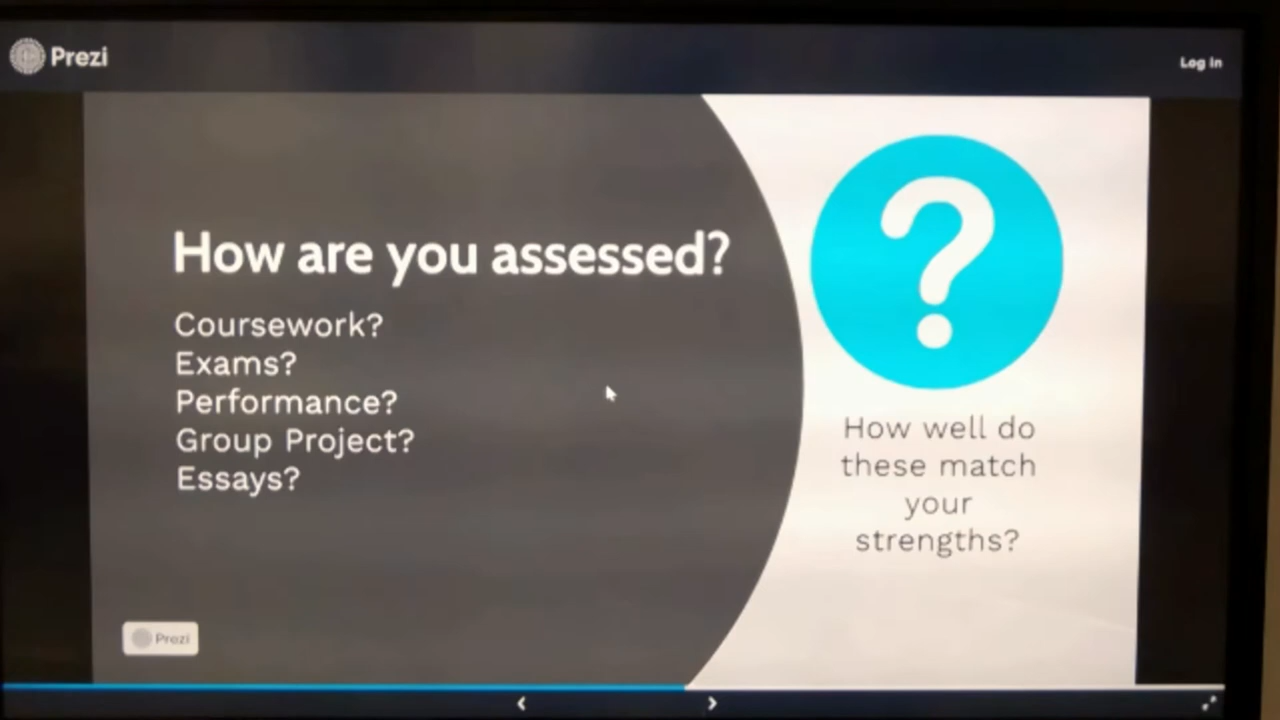 Prezi
Log in
How are you assessed?
Coursework?
Exams?
Performance?
Group Project?
Essays?
How well do
these match
your
strengths?
Prezi